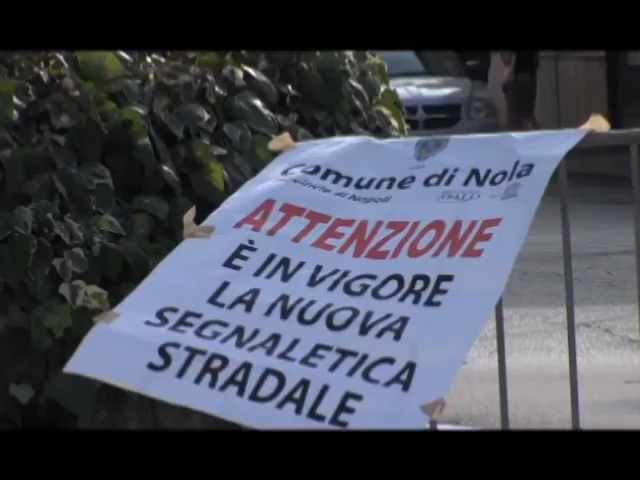 Comune di Nola
Provincia di Napoli
ATTENZIONE
È IN VIGORE
LA NUOVA
SEGNALETICA
STRADALE